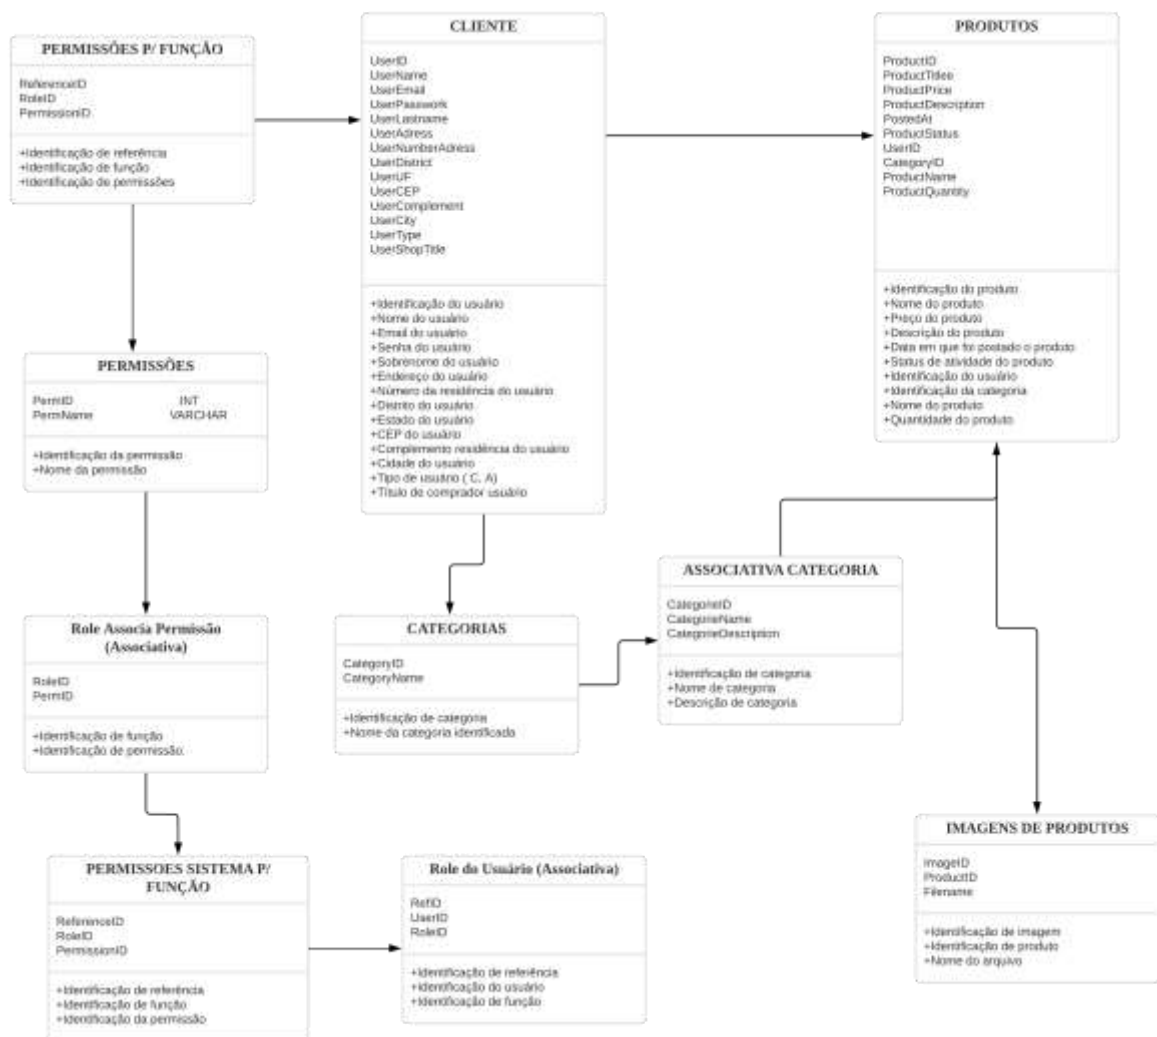 PERMISSÕES P/ FUNÇÃO
ReferenceID
RoleID
PermissionID
+Identificação de referência
+Identificação de função
+Identificação de permissões
CLIENTE
UserID
UserName
UserEmail
UserPasswork
UserLastname
UserAdress
UserNumberAdress
UserDistrict
UserUF
UserCEP
UserComplement
UserCity
UserType
UserShopTitle
+Identificação do usuário
+Nome do usuário
+Email do usuário
+Senha do usuário
+Sobrenome do usuário
+Endereço do usuário
+Número da residência do usuário
+Distrito do usuário
+Estado do usuário
+CEP do usuário
+Complemento residência do usuário
+Cidade do usuário
+Tipo de usuário ( C, A)
+Título de comprador usuário
PRODUTOS
ProductID
ProductTitlee
ProductPrice
ProductDescription
PostedAt
ProductStatus
UserID
CategoryID
ProductName
ProductQuantity
+Identificação do produto
+Nome do produto
+Preço do produto
+Descrição do produto
+Data em que foi postado o produto
+Status de atividade do produto
+Identificação do usuário
+Identificação da categoria
+Nome do produto
+Quantidade do produto
PERMISSÕES
PermID INT
PermName VARCHAR
+Identificação da permissão
+Nome da permissão
Role Associa Permissão
(Associativa)
RoleID
PermID
+Identificação de função
+Identificação de permissão.
CATEGORIAS
CategoryID
CategoryName
+Identificação de categoria
+Nome da categoria identificada
ASSOCIATIVA CATEGORIA
CategorieID
CategorieName
CategorieDescription
+Identificação de categoria
+Nome de categoria
+Descrição de categoria
PERMISSOES SISTEMA P/
FUNÇÃO
ReferenceID
RoleID
PermissionID
+Identificação de referência
+Identificação de função
+Identificação da permissão
Role do Usuário (Associativa)
RefID
UserID
RoleID
+Identificação de referência
+Identificação do usuário
+Identificação de função
IMAGENS DE PRODUTOS
ImageID
ProductID
Filename
+Identificação de imagem
+Identificação de produto
+Nome do arquivo